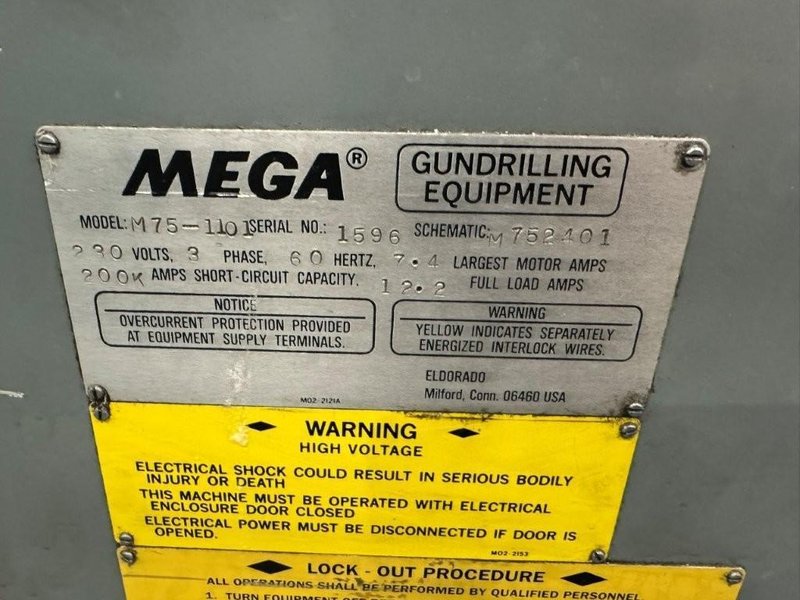 MEGA®
GUNDRILLING
EQUIPMENT
MODEL: M75-1101 SERIAL NO.: 1596 SCHEMATIC: M 752401
230 VOLTS, 3 PHASE, 60 HERTZ, 7.4 LARGEST MOTOR AMPS
200K AMPS SHORT-CIRCUIT CAPACITY. 12.2 FULL LOAD AMPS
NOTICE
OVERCURRENT PROTECTION PROVIDED
AT EQUIPMENT SUPPLY TERMINALS.
WARNING
YELLOW INDICATES SEPARATELY
ENERGIZED INTERLOCK WIRES.
ELDORADO
Milford, Conn. 06460 USA
M02-2121A
WARNING
HIGH VOLTAGE
ELECTRICAL SHOCK COULD RESULT IN SERIOUS BODILY
INJURY OR DEATH
THIS MACHINE MUST BE OPERATED WITH ELECTRICAL
ENCLOSURE DOOR CLOSED
ELECTRICAL POWER MUST BE DISCONNECTED IF DOOR IS
OPENED.
M02-2153
LOCK - OUT PROCEDURE
ALL OPERATIONS SHALL BE PERFORMED BY QUALIFIED PERSONNEL
1. TURN EQUIPMENT